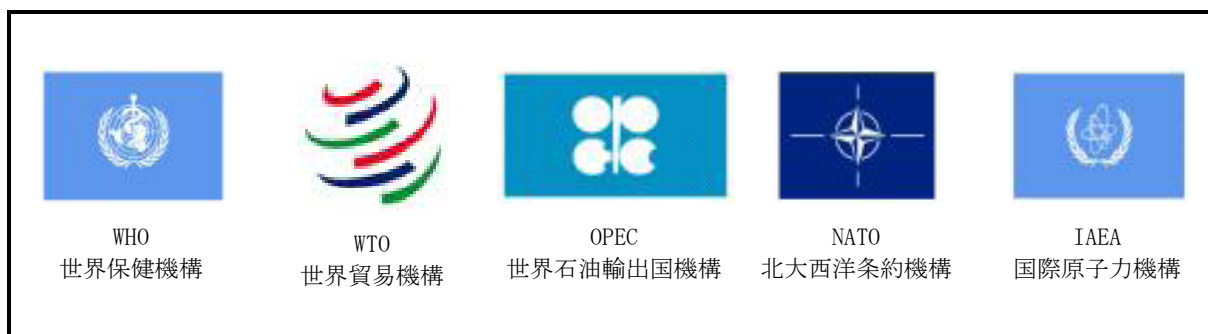 WHO
世界保健機構
WTO
世界貿易機構
OPEC
世界石油輸出国機構
NATO
北大西洋条約機構
IAEA
国際原子力機構